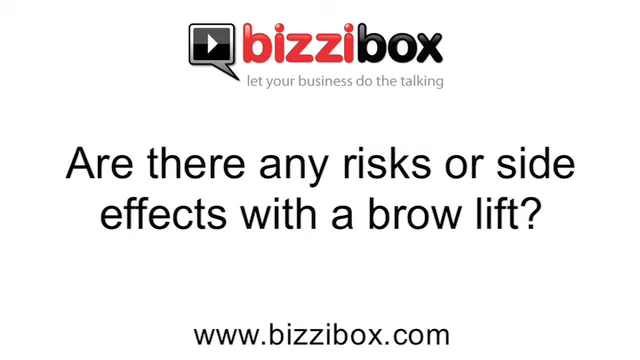 bizzibox
let your business do the talking
Are there any risks or side
effects with a brow lift?
www.bizzibox.com